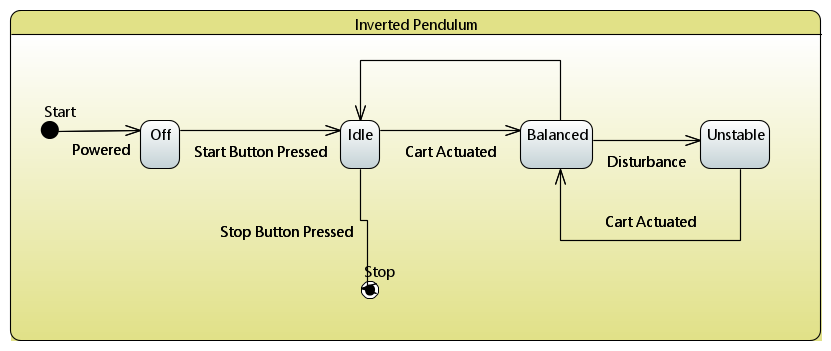 Inverted Pendulum
Start
Off
Idle
Balanced
Unstable
Powered
Start Button Pressed
Cart Actuated
Disturbance
Cart Actuated
Stop Button Pressed
Stop